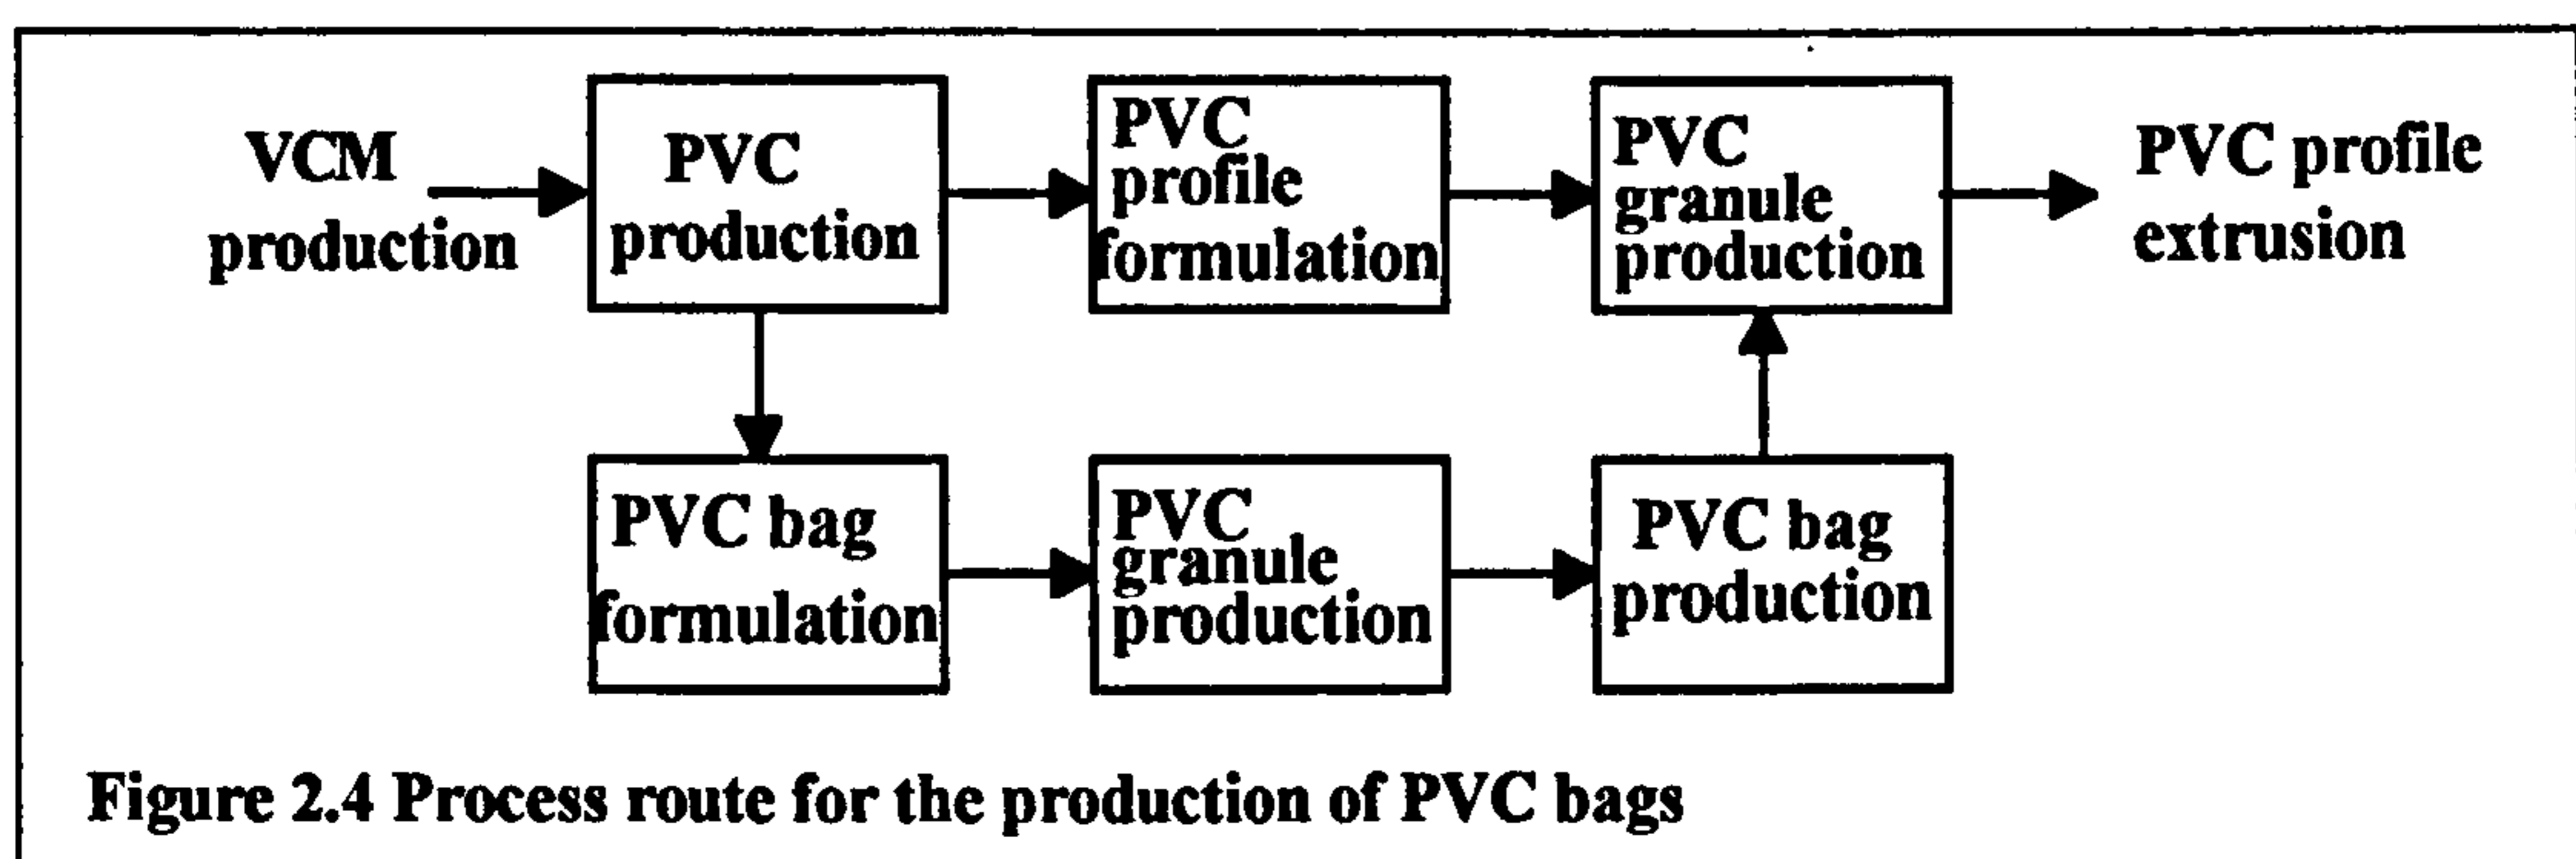 VCM
production
PVC
production
PVC
profile
formulation
PVC
granule
production
PVC profile
extrusion
PVC bag
formulation
PVC
granule
production
PVC bag
production
Figure 2.4 Process route for the production of PVC bags